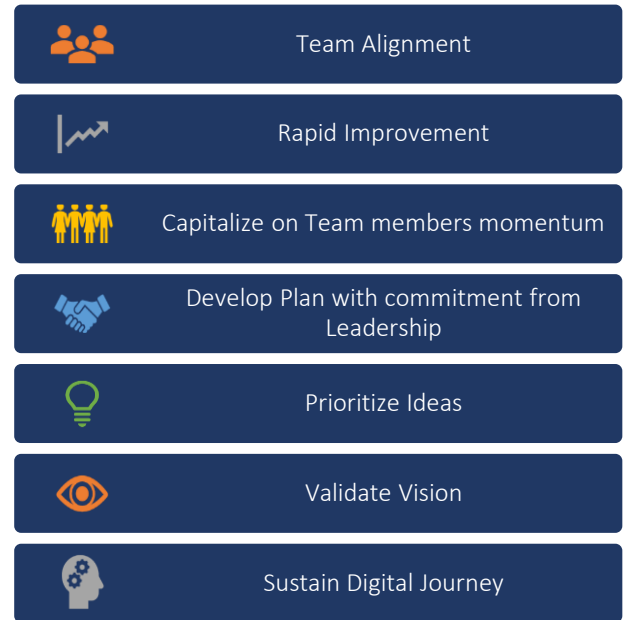 Team Alignment
Rapid Improvement
Capitalize on Team members momentum
Develop Plan with commitment from
Leadership
Prioritize Ideas
Validate Vision
Sustain Digital Journey